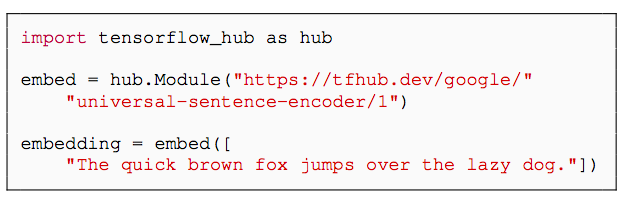 import tensorflow_hub as hub
embed = hub.Module("https://tfhub.dev/google/"
"universal-sentence-encoder/1")
embedding = embed([
"The quick brown fox jumps over the lazy dog."])